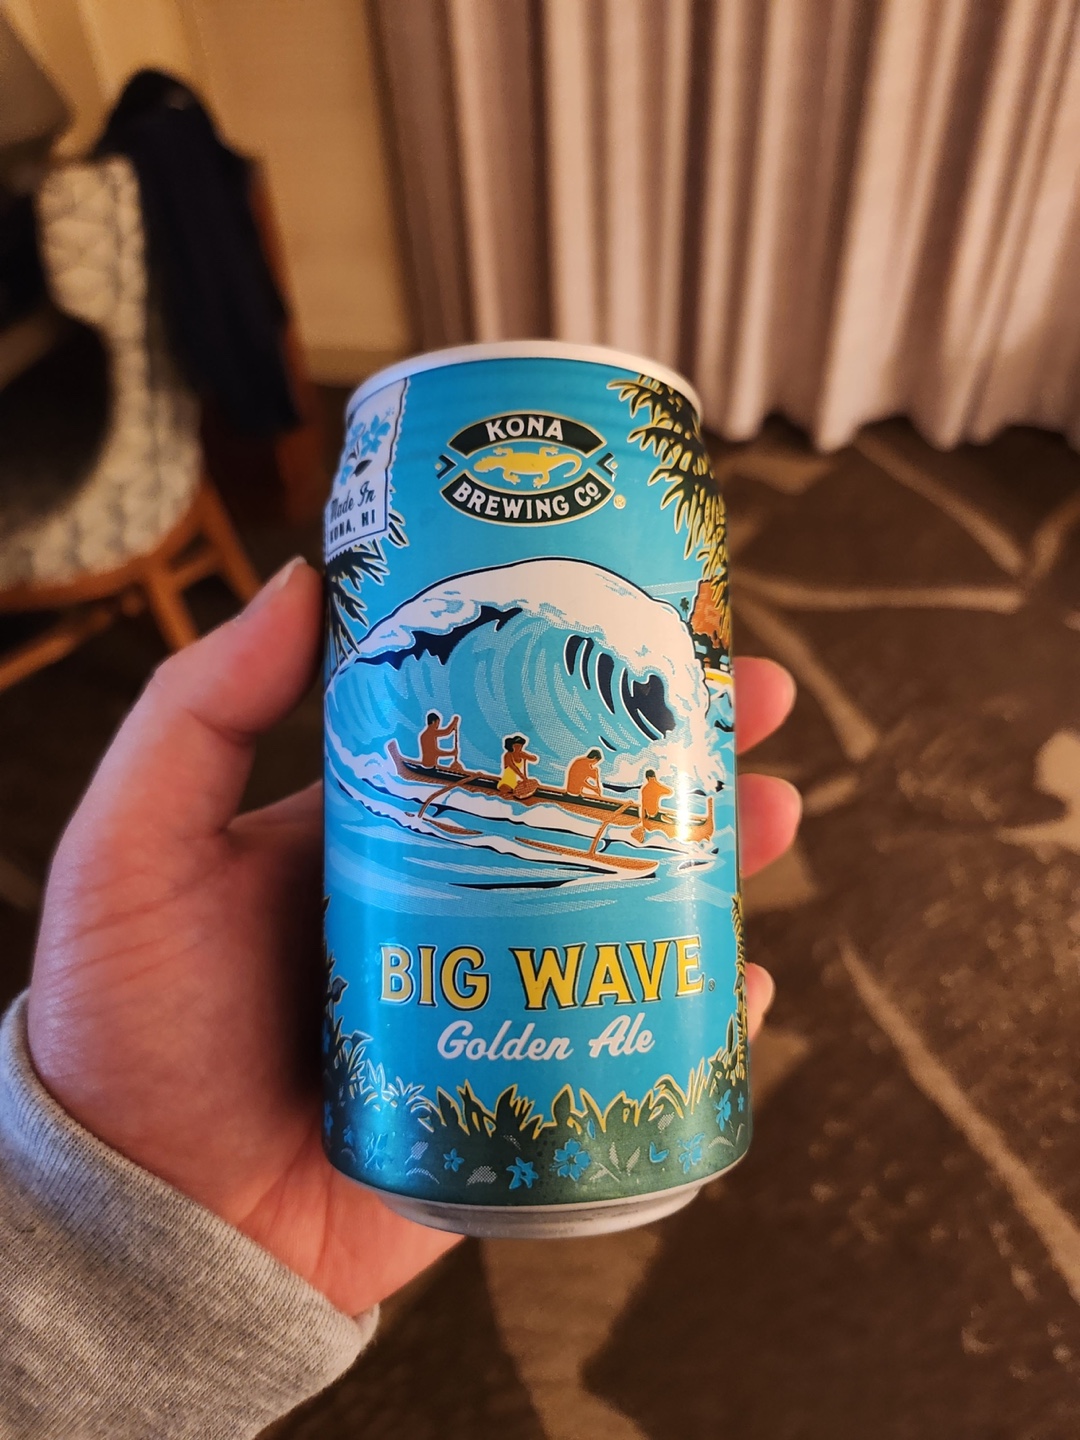 KONA
BREWING CO
®
Made In
KONA, HI
BIG WAVE®
Golden Ale